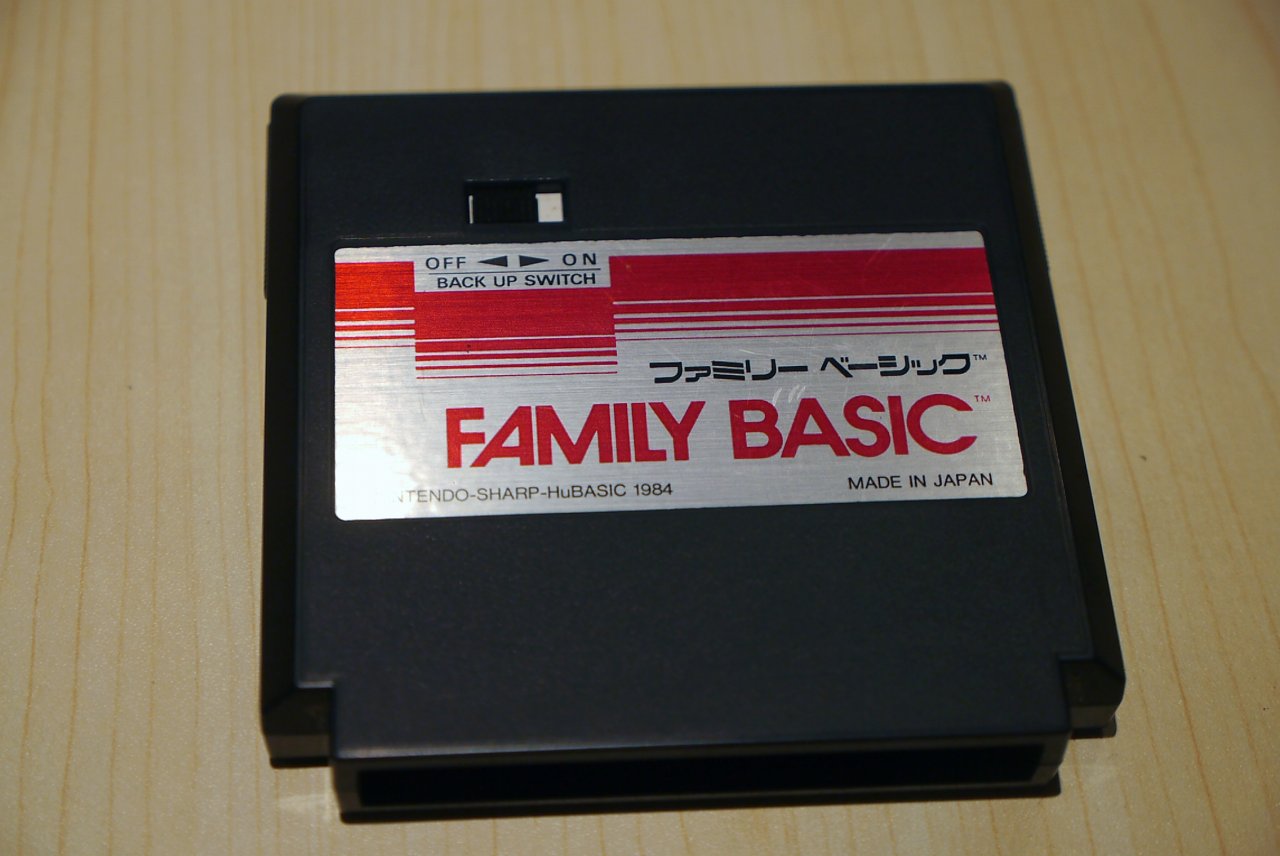 OFF ◀ ▶ ON
BACK UP SWITCH
ファミリー ベーシック™
FAMILY BASIC™
NTENDO-SHARP-HuBASIC 1984
MADE IN JAPAN